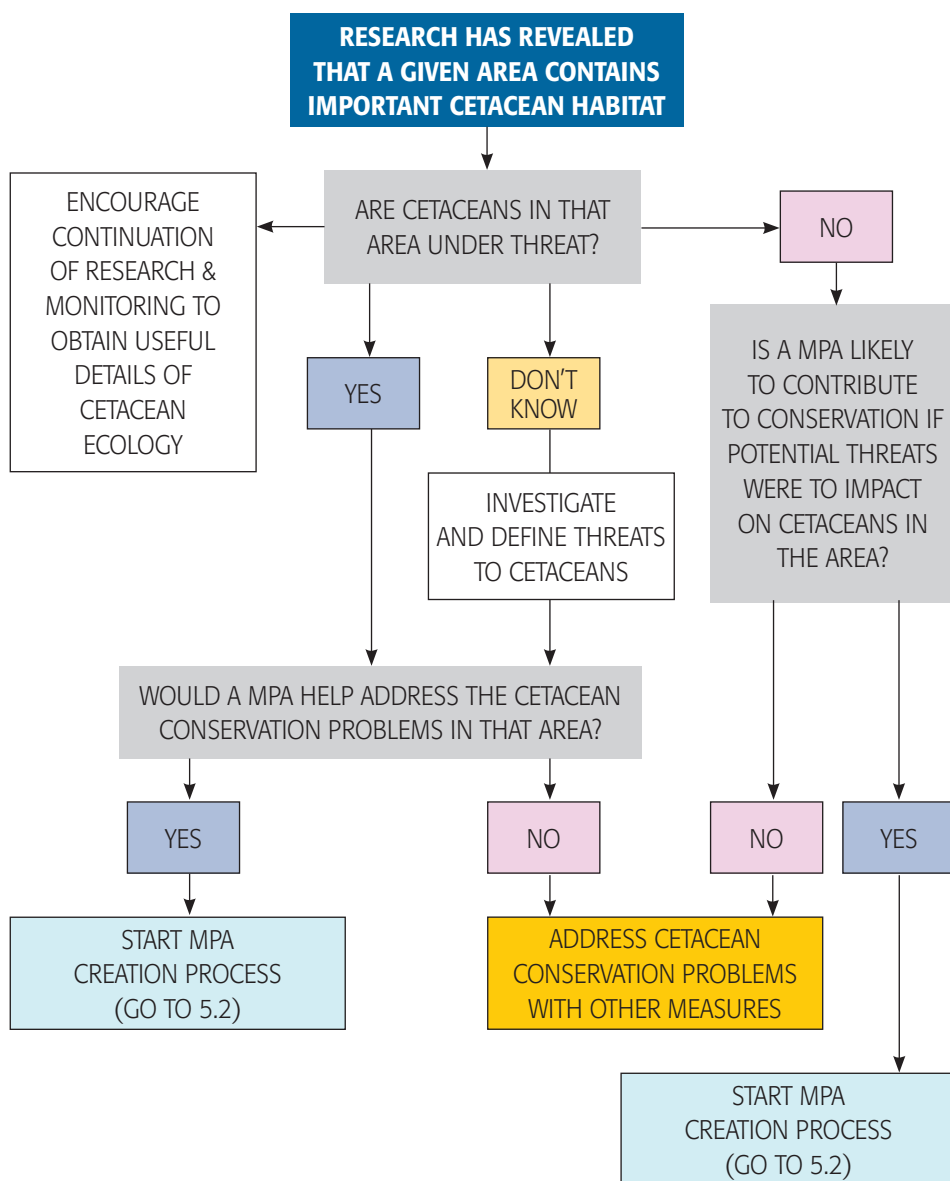 RESEARCH HAS REVEALED
THAT A GIVEN AREA CONTAINS
IMPORTANT CETACEAN HABITAT
ENCOURAGE
CONTINUATION
OF RESEARCH &
MONITORING TO
OBTAIN USEFUL
DETAILS OF
CETACEAN
ECOLOGY
ARE CETACEANS IN THAT
AREA UNDER THREAT?
NO
YES
DON'T
KNOW
IS A MPA LIKELY
TO CONTRIBUTE
TO CONSERVATION IF
POTENTIAL THREATS
WERE TO IMPACT
ON CETACEANS IN
THE AREA?
INVESTIGATE
AND DEFINE THREATS
TO CETACEANS
WOULD A MPA HELP ADDRESS THE CETACEAN
CONSERVATION PROBLEMS IN THAT AREA?
YES
NO
NO
YES
START MPA
CREATION PROCESS
(GO TO 5.2)
ADDRESS CETACEAN
CONSERVATION PROBLEMS
WITH OTHER MEASURES
START MPA
CREATION PROCESS
(GO TO 5.2)